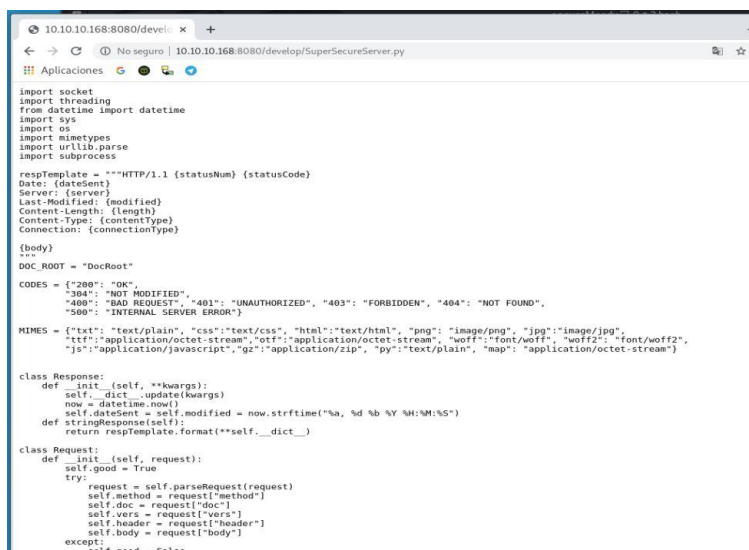 10.10.10.168:8080/develo
No seguro | 10.10.10.168:8080/develop/SuperSecureServer.py
Aplicaciones
import socket
import threading
from datetime import datetime
import sys
import os
import mimetypes
import urllib.parse
import subprocess
respTemplate = """HTTP/1.1 {statusNum} {statusCode}
Date: {dateSent}
Server: {server}
Last-Modified: {modified}
Content-Length: {length}
Content-Type: {contentType}
Connection: {connectionType}
{body}
"""
DOC_ROOT = "DocRoot"
CODES = {"200": "OK",
"304": "NOT MODIFIED",
"400": "BAD REQUEST", "401": "UNAUTHORIZED", "403": "FORBIDDEN", "404": "NOT FOUND",
"500": "INTERNAL SERVER ERROR"}
MIMES = {"txt": "text/plain", "css":"text/css", "html":"text/html", "png": "image/png", "jpg":"image/jpg",
"ttf":"application/octet-stream","otf":"application/octet-stream", "woff":"font/woff", "woff2": "font/woff2",
"js":"application/javascript","gz":"application/zip", "py":"text/plain", "map": "application/octet-stream"}
class Response:
def __init__(self, **kwargs):
self.__dict__.update(kwargs)
now = datetime.now()
self.dateSent = self.modified = now.strftime("%a, %d %b %Y %H:%M:%S")
def stringResponse(self):
return respTemplate.format(**self.__dict__)
class Request:
def __init__(self, request):
self.good = True
try:
request = self.parseRequest(request)
self.method = request["method"]
self.doc = request["doc"]
self.vers = request["vers"]
self.header = request["header"]
self.body = request["body"]
except:
self.good = False